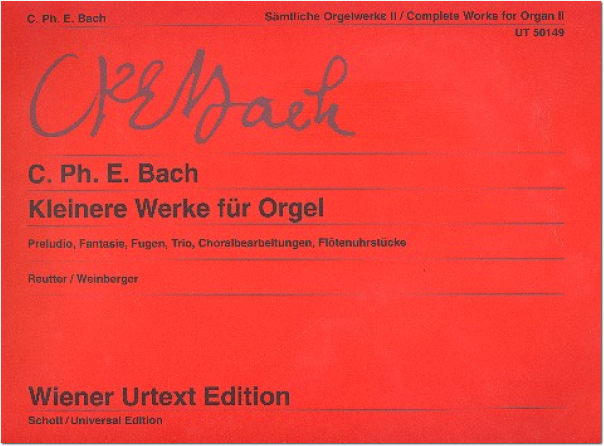 C. Ph. E. Bach
Sämtliche Orgelwerke II / Complete Works for Organ II
UT 50149
CPEBach
C. Ph. E. Bach
Kleinere Werke für Orgel
Preludio, Fantasie, Fugen, Trio, Choralbearbeitungen, Flötenuhrstücke
Reutter / Weinberger
Wiener Urtext Edition
Schott / Universal Edition